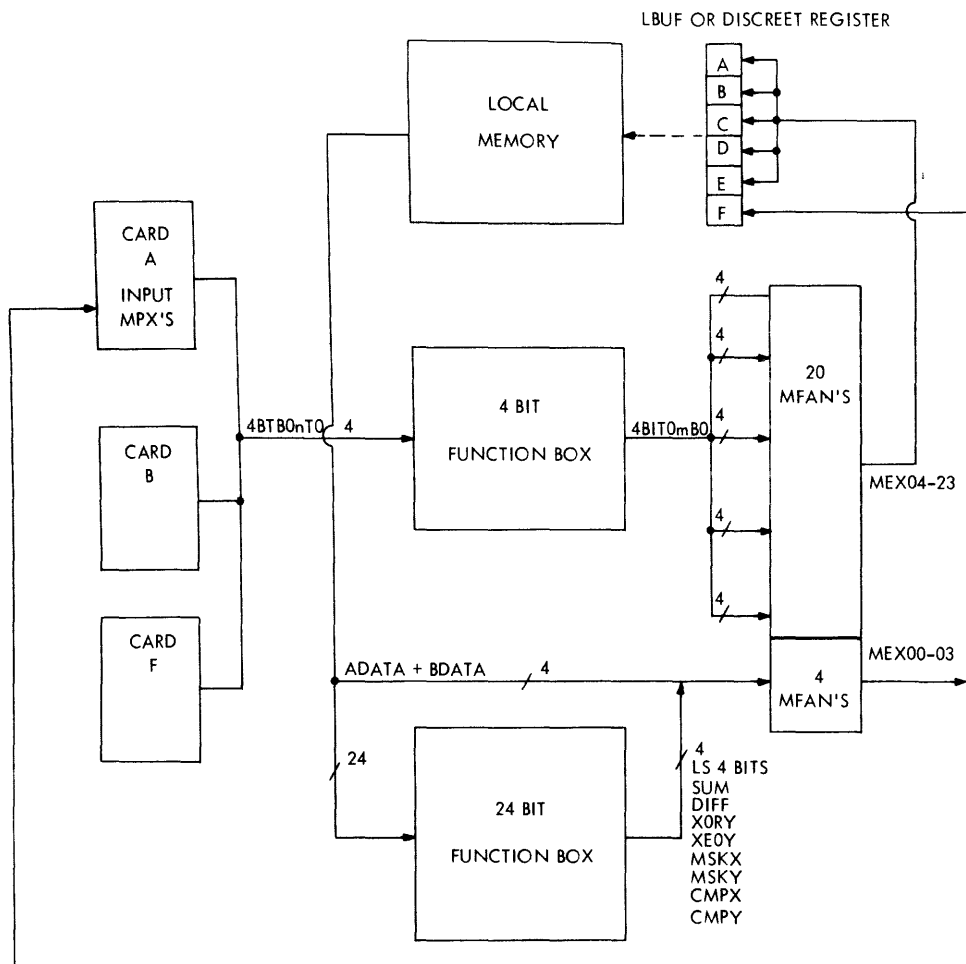 LBUF OR DISCREET REGISTER
A
B
C
D
E
F
LOCAL
MEMORY
CARD
A
INPUT
MPX'S
CARD
B
CARD
F
4BTB0nT0
4
4 BIT
FUNCTION BOX
4BIT0mB0
4
4
4
4
4
20
MFAN'S
MEX04-23
4
MFAN'S
MEX00-03
ADATA + BDATA
4
24
24 BIT
FUNCTION BOX
4
LS 4 BITS
SUM
DIFF
X0RY
XE0Y
MSKX
MSKY
CMPX
CMPY